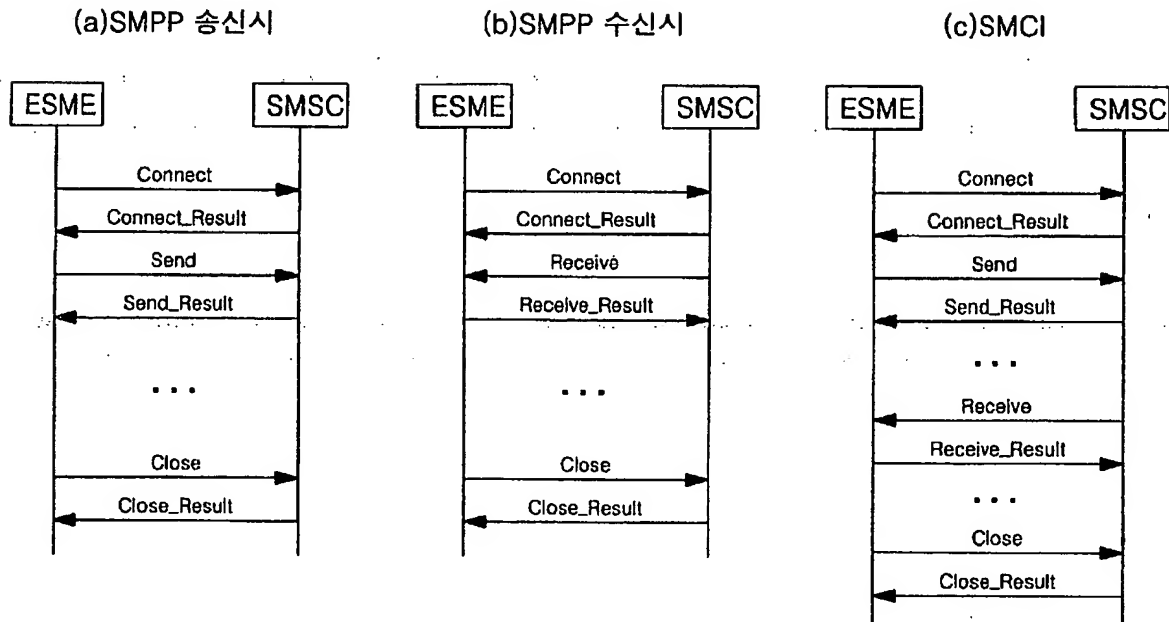 (a)SMPP 송신시
ESME
SMSC
Connect
Connect_Result
Send
Send_Result
...
Close
Close_Result
(b)SMPP 수신시
ESME
SMSC
Connect
Connect_Result
Receive
Receive_Result
...
Close
Close_Result
(c)SMCI
ESME
SMSC
Connect
Connect_Result
Send
Send_Result
...
Receive
Receive_Result
...
Close
Close_Result